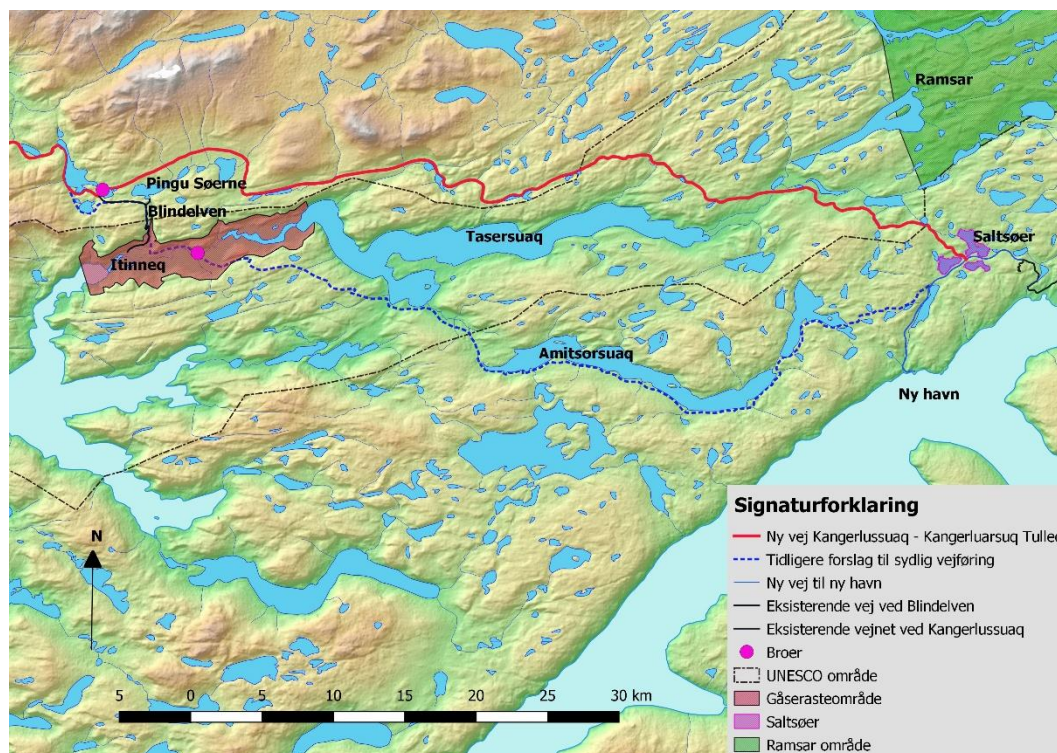 Ramsar
Pingu Søerne
Blindelven
Tasersuaq
Saltsøer
Itinneq
Amitsorsuaq
Ny havn
N
5 0 5 10 15 20 25 30 km
Signaturforklaring
Ny vej Kangerlussuaq - Kangerluarsuq Tulleq
Tidligere forslag til sydlig vejføring
Ny vej til ny havn
Eksisterende vej ved Blindelven
Eksisterende vejnet ved Kangerlussuaq
Broer
UNESCO område
Gåserasteområde
Saltsøer
Ramsar område